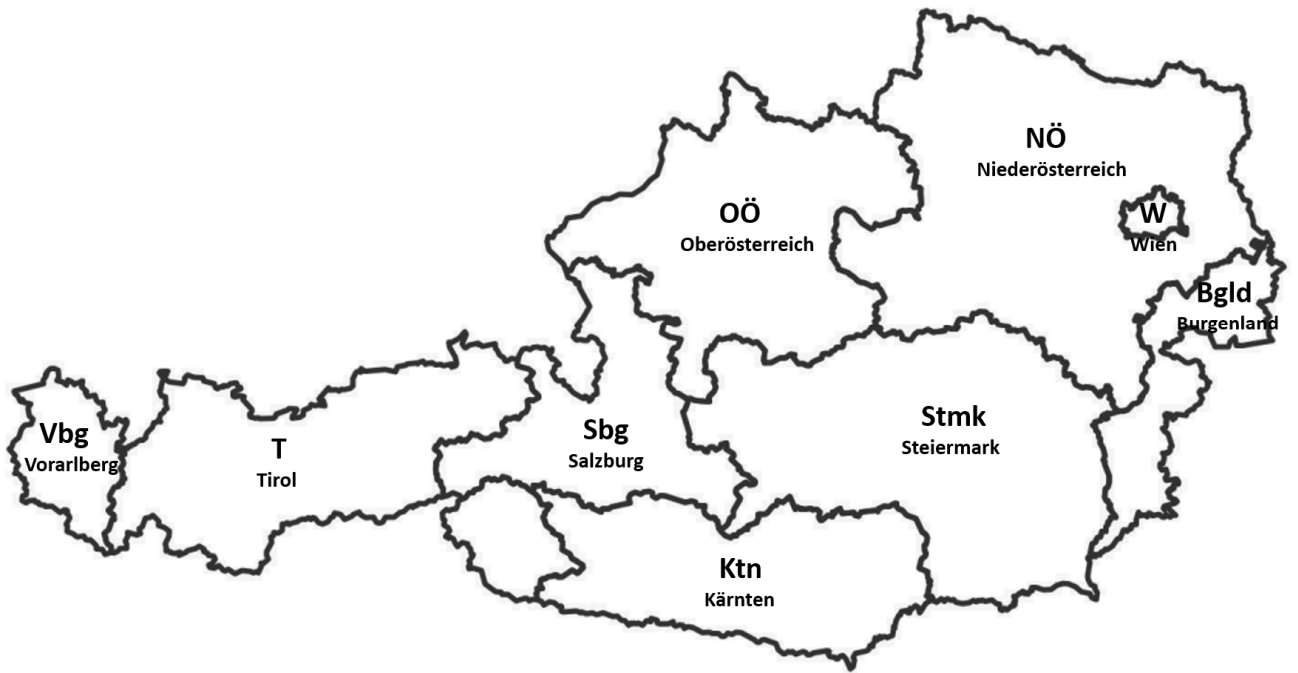 NÖ
Niederösterreich
OÖ
Oberösterreich
W
Wien
Bgld
Burgenland
Vbg
Vorarlberg
T
Tirol
Sbg
Salzburg
Stmk
Steiermark
Ktn
Kärnten